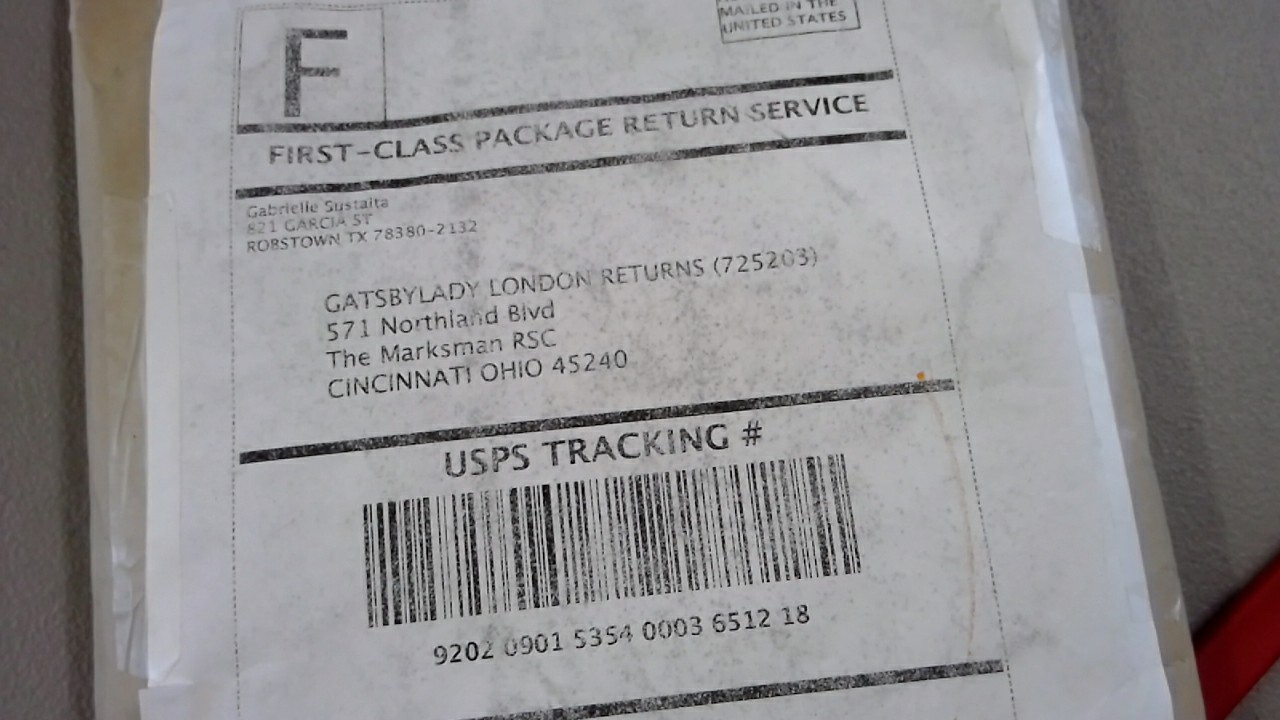 F
MAILED IN THE
UNITED STATES
FIRST-CLASS PACKAGE RETURN SERVICE
Gabrielle Sustaita
821 GARCIA ST
ROBSTOWN TX 78380-2132
GATSBYLADY LONDON RETURNS (725203)
571 Northland Blvd
The Marksman RSC
CINCINNATI OHIO 45240
USPS TRACKING #
9202 0901 5354 0003 6512 18